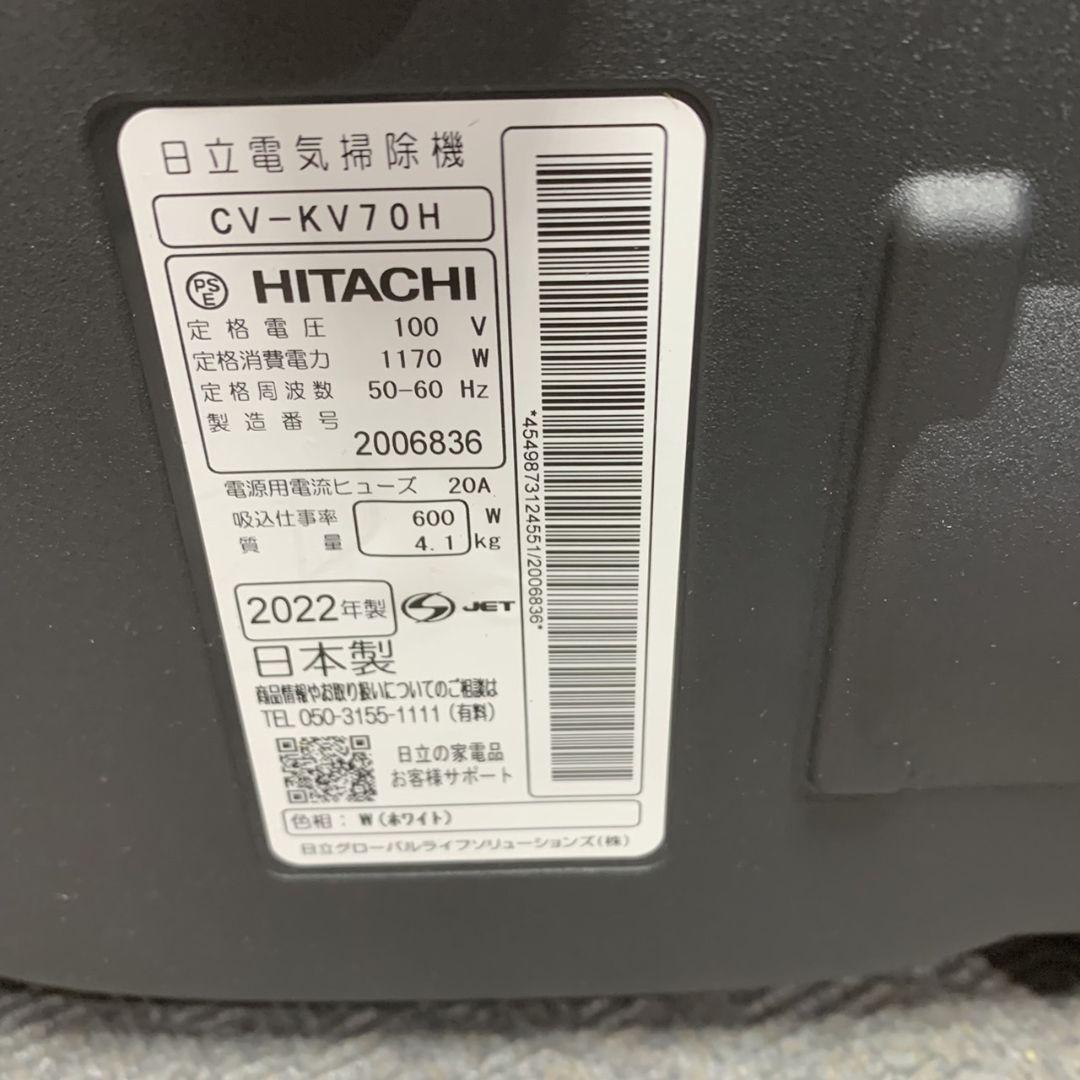 日立電気掃除機
CV-KV70H
PS
E
HITACHI
定格電圧 100 V
定格消費電力 1170 W
定格周波数 50-60 Hz
製造番号
2006836
電源用電流ヒューズ 20A
吸込仕事率 600 W
質量 4.1 kg
2022年製
JET
日本製
商品情報やお取り扱いについてのご相談は
TEL 050-3155-1111 (有料)
日立の家電品
お客様サポート
色相: W(ホワイト)
日立グローバルライフソリューションズ(株)
*4549873124551/2006836*